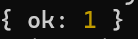 { ok: 1 }